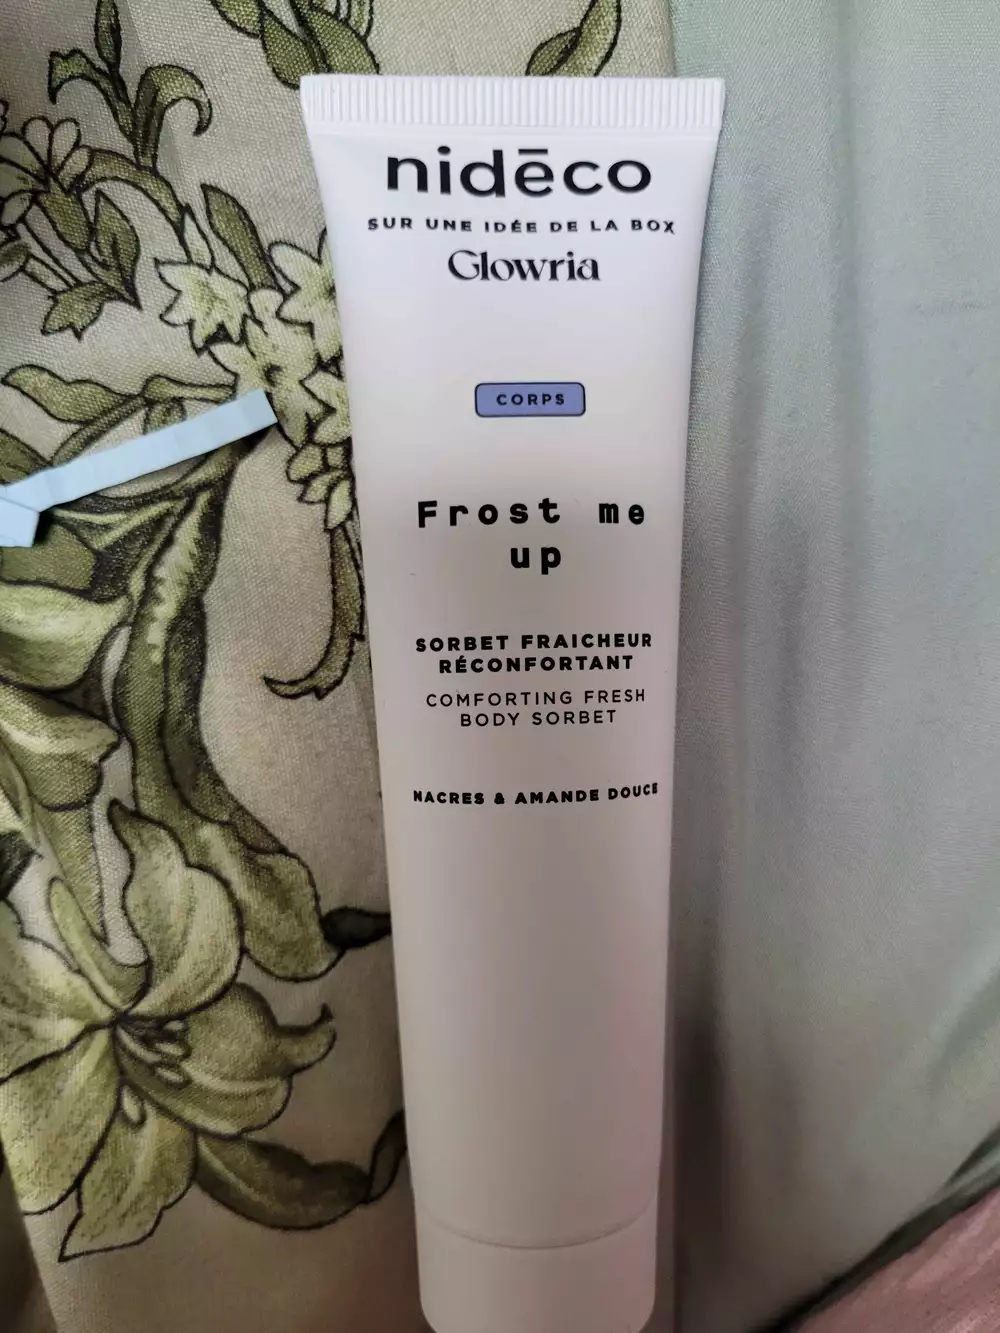 nidēco
SUR UNE IDÉE DE LA BOX
Glowria
CORPS
Frost me
up
SORBET FRAICHEUR
RÉCONFORTANT
COMFORTING FRESH
BODY SORBET
NACRES & AMANDE DOUCE